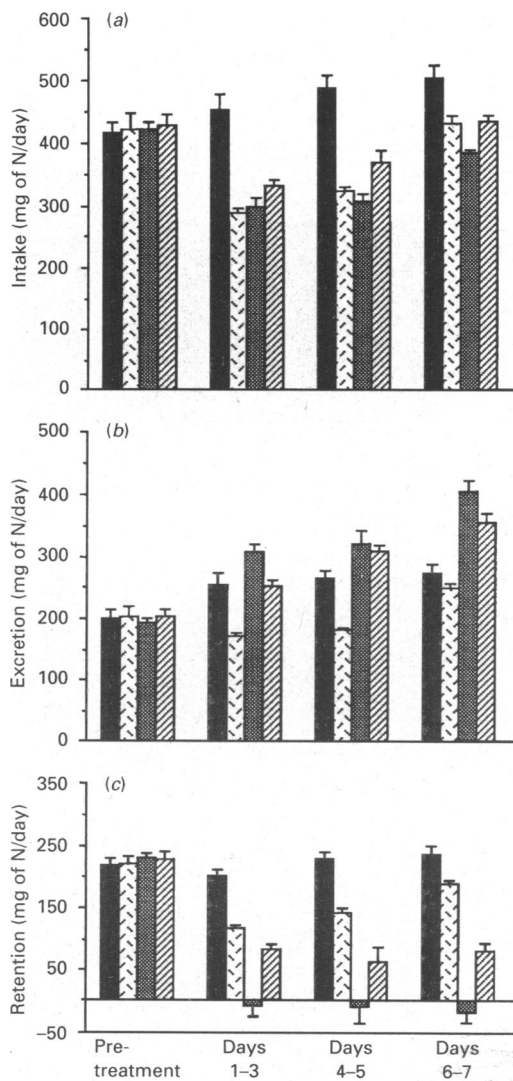 (a)
600
500
400
300
200
100
0
Intake (mg of N/day)
(b)
500
400
300
200
100
0
Excretion (mg of N/day)
(c)
350
250
150
50
−50
Retention (mg of N/day)
Pre-
treatment
Days
1–3
Days
4–5
Days
6–7